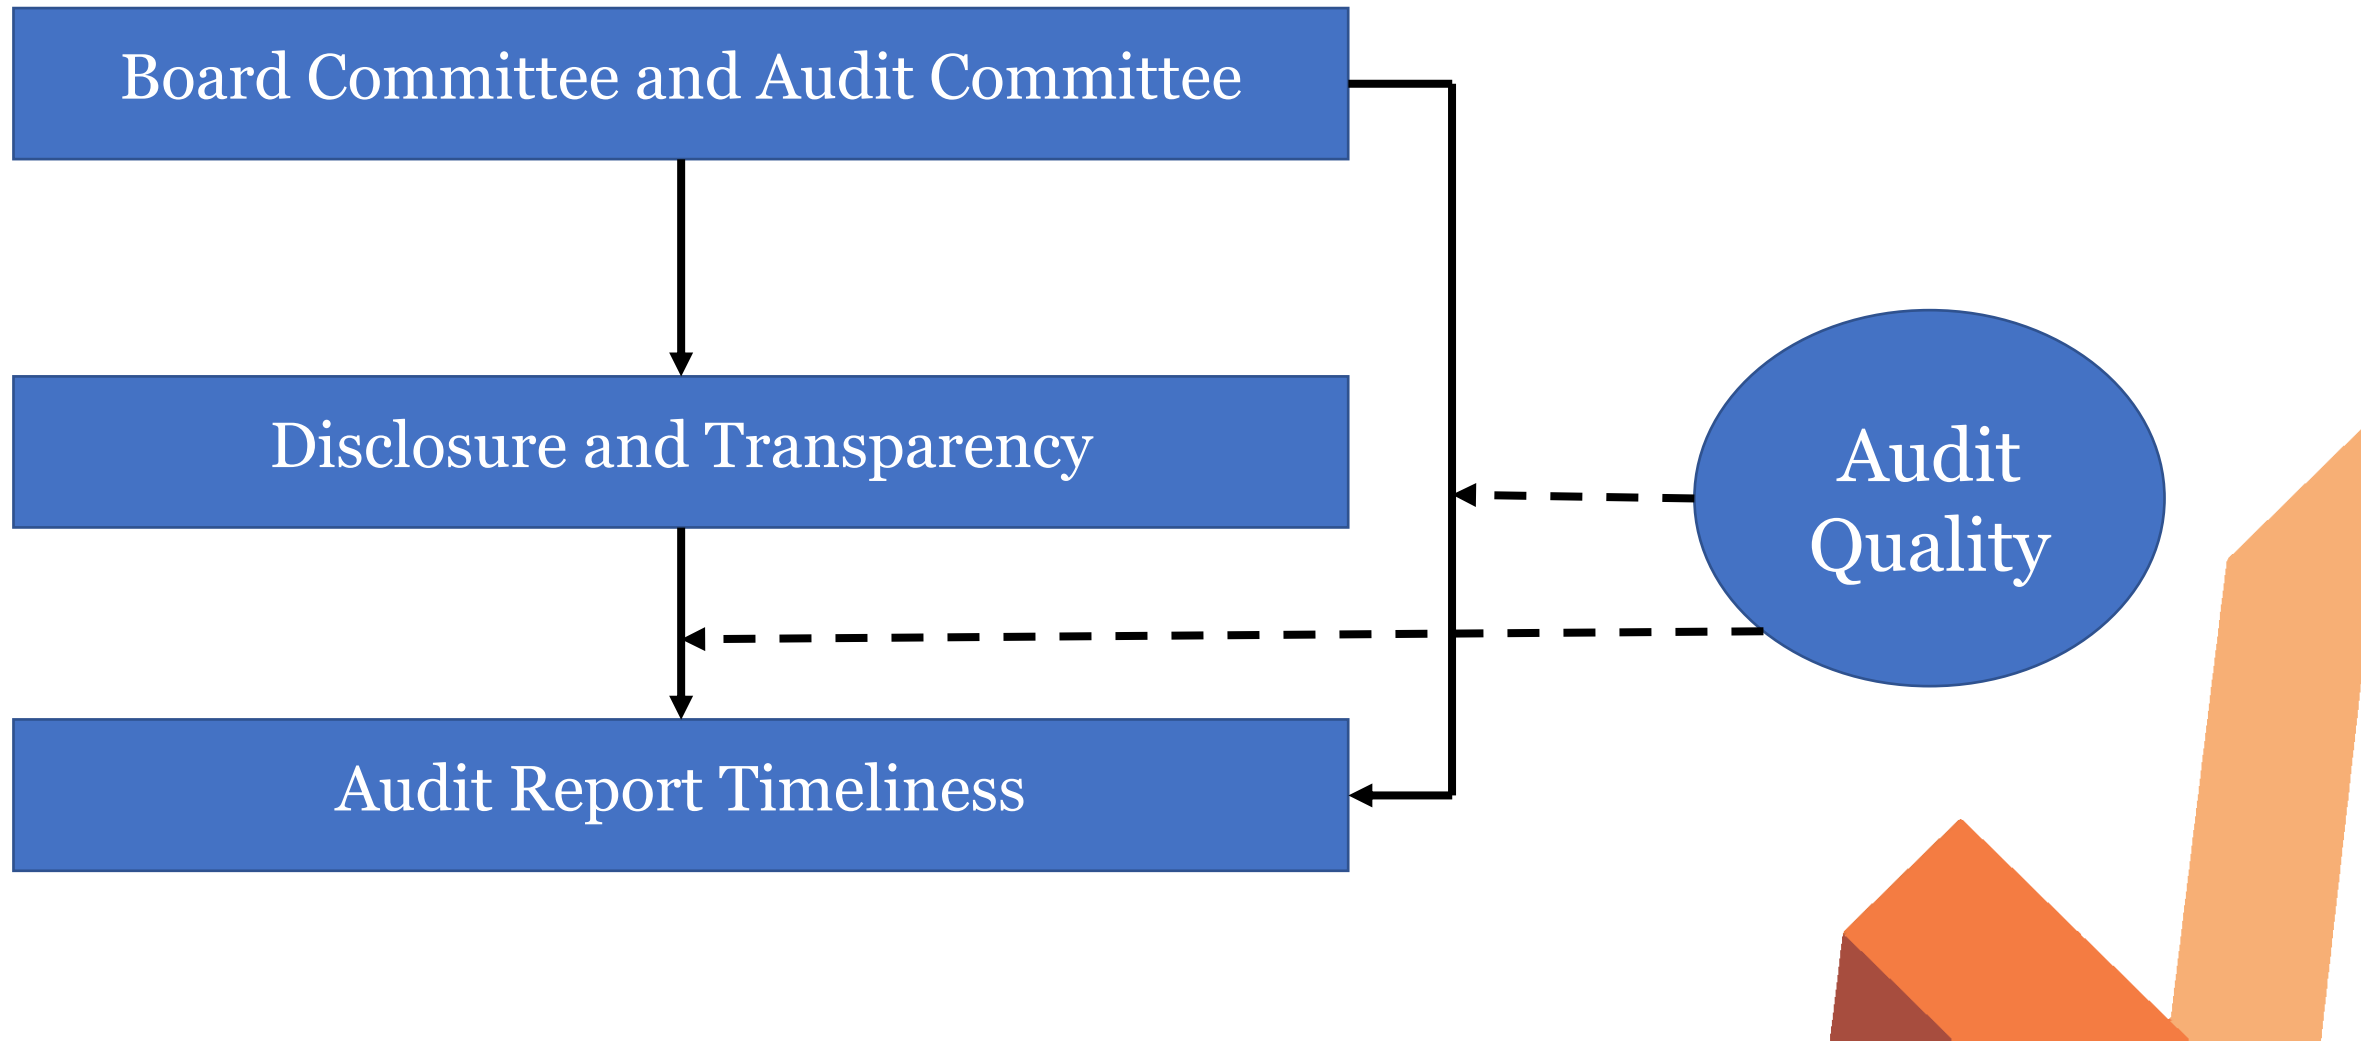 Board Committee and Audit Committee
Disclosure and Transparency
Audit
Quality
Audit Report Timeliness